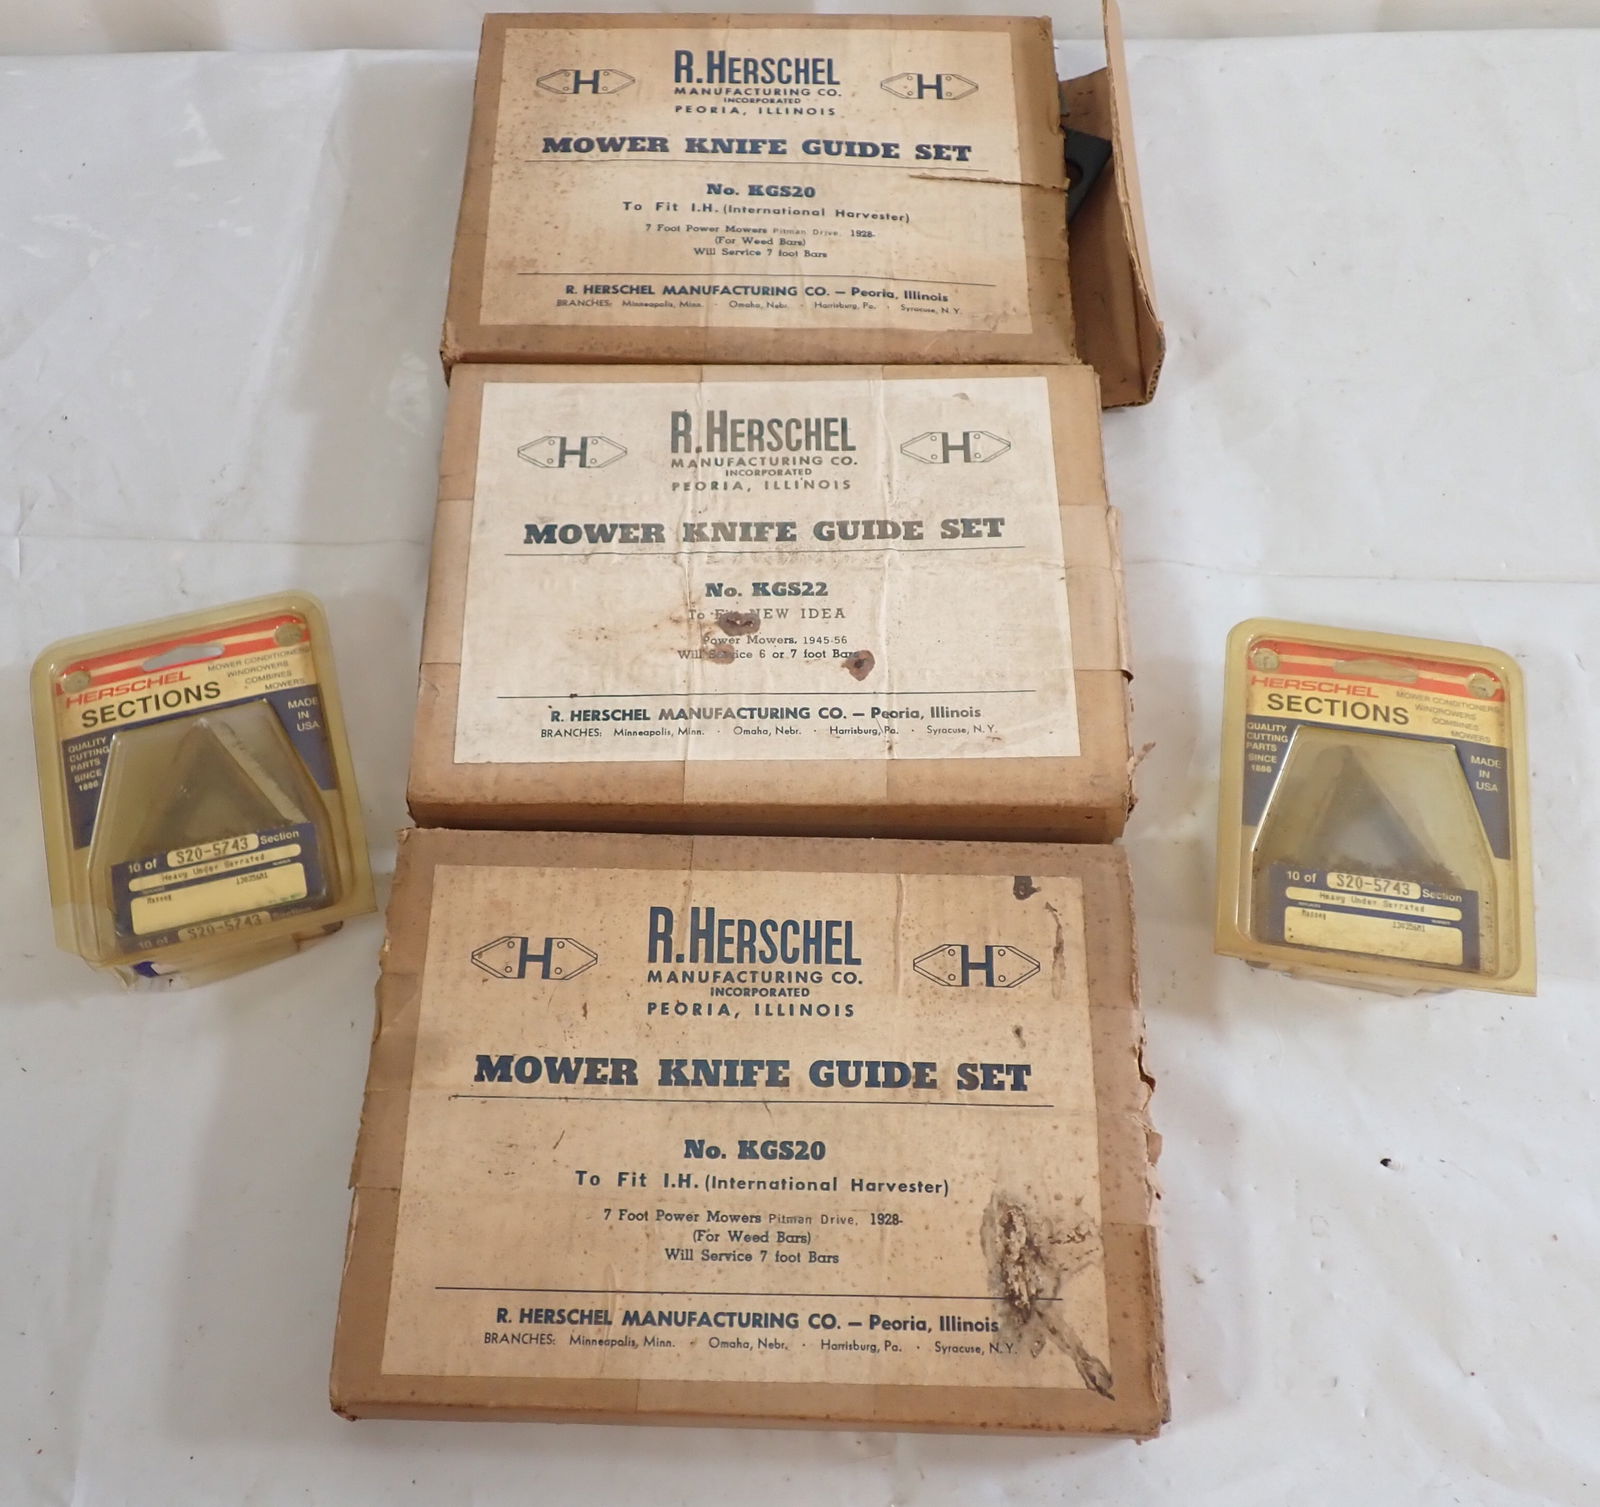 H
R. HERSCHEL
H
MANUFACTURING CO.
INCORPORATED
PEORIA, ILLINOIS
MOWER KNIFE GUIDE SET
No. KGS20
To Fit I.H. (International Harvester)
7 Foot Power Mowers Pitman Drive, 1928-
(For Weed Bars)
Will Service 7 foot Bars
R. HERSCHEL MANUFACTURING CO. — Peoria, Illinois
BRANCHES: Minneapolis, Minn. · Omaha, Nebr. · Harrisburg, Pa. · Syracuse, N.Y.
H
R. HERSCHEL
H
MANUFACTURING CO.
INCORPORATED
PEORIA, ILLINOIS
MOWER KNIFE GUIDE SET
No. KGS22
To Fit NEW IDEA
Power Mowers, 1945-56
Will Service 6 or 7 foot Bars
R. HERSCHEL MANUFACTURING CO. — Peoria, Illinois
BRANCHES: Minneapolis, Minn. · Omaha, Nebr. · Harrisburg, Pa. · Syracuse, N.Y.
H
R. HERSCHEL
H
MANUFACTURING CO.
INCORPORATED
PEORIA, ILLINOIS
MOWER KNIFE GUIDE SET
No. KGS20
To Fit I.H. (International Harvester)
7 Foot Power Mowers Pitman Drive, 1928-
(For Weed Bars)
Will Service 7 foot Bars
R. HERSCHEL MANUFACTURING CO. — Peoria, Illinois
BRANCHES: Minneapolis, Minn. · Omaha, Nebr. · Harrisburg, Pa. · Syracuse, N.Y.
HERSCHEL
SECTIONS
MOWER CONDITIONERS
WINDROWERS
COMBINES
MOWERS
QUALITY
CUTTING
PARTS
SINCE
1886
MADE
IN
USA
10 of S20-5743 Section
Heavy Under Serrated
Massey
10 of S20-5743 Section
HERSCHEL
SECTIONS
MOWER CONDITIONERS
WINDROWERS
COMBINES
MOWERS
QUALITY
CUTTING
PARTS
SINCE
1886
MADE
IN
USA
10 of S20-5743 Section
Heavy Under Serrated
Massey